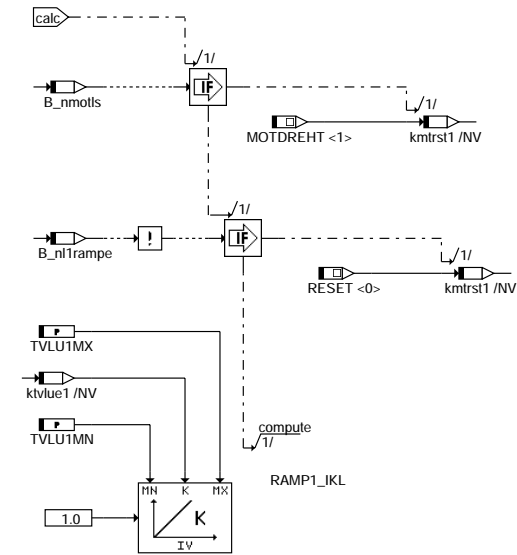 calc
/1/
IF
B_nmotls
/1/
MOTDREHT <1>
kmtrst1 /NV
/1/
!
IF
B_nl1rampe
/1/
RESET <0>
kmtrst1 /NV
P
TVLU1MX
ktvlue1 /NV
P
TVLU1MN
compute
/1/
RAMP1_IKL
MN K MX
1.0
K
IV